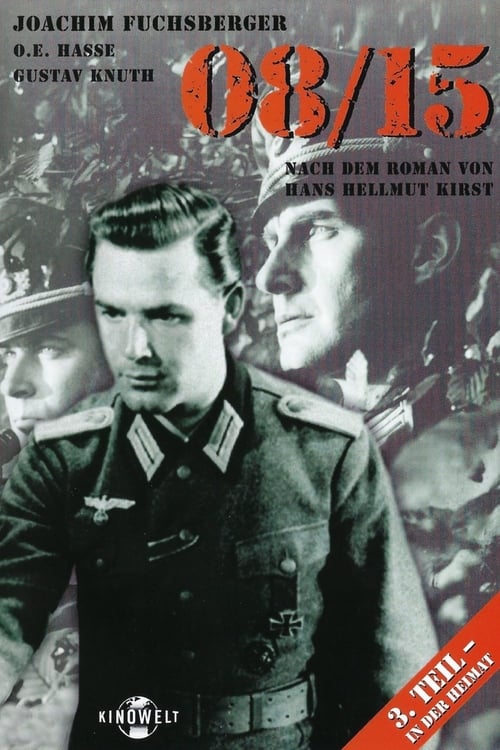 JOACHIM FUCHSBERGER
O.E. HASSE
GUSTAV KNUTH
08/15
NACH DEM ROMAN VON
HANS HELLMUT KIRST
3. TEIL –
IN DER HEIMAT
KINOWELT